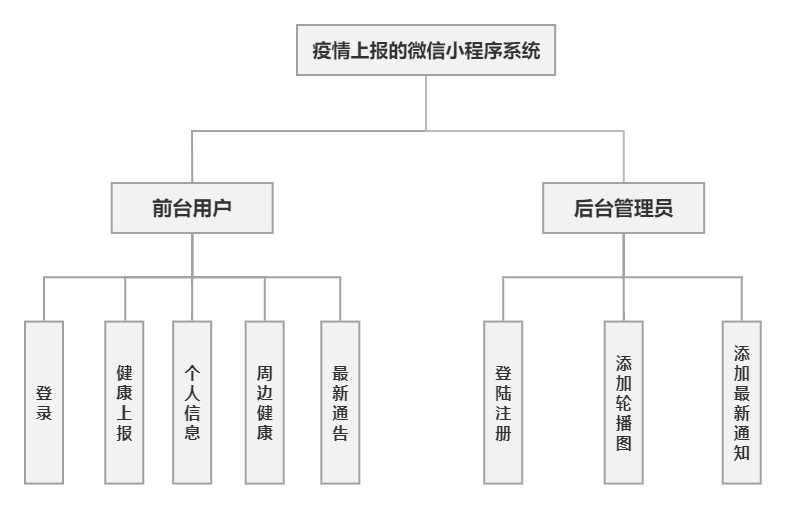 疫情上报的微信小程序系统
前台用户
后台管理员
登录
健康上报
个人信息
周边健康
最新通告
登陆注册
添加轮播图
添加最新通知